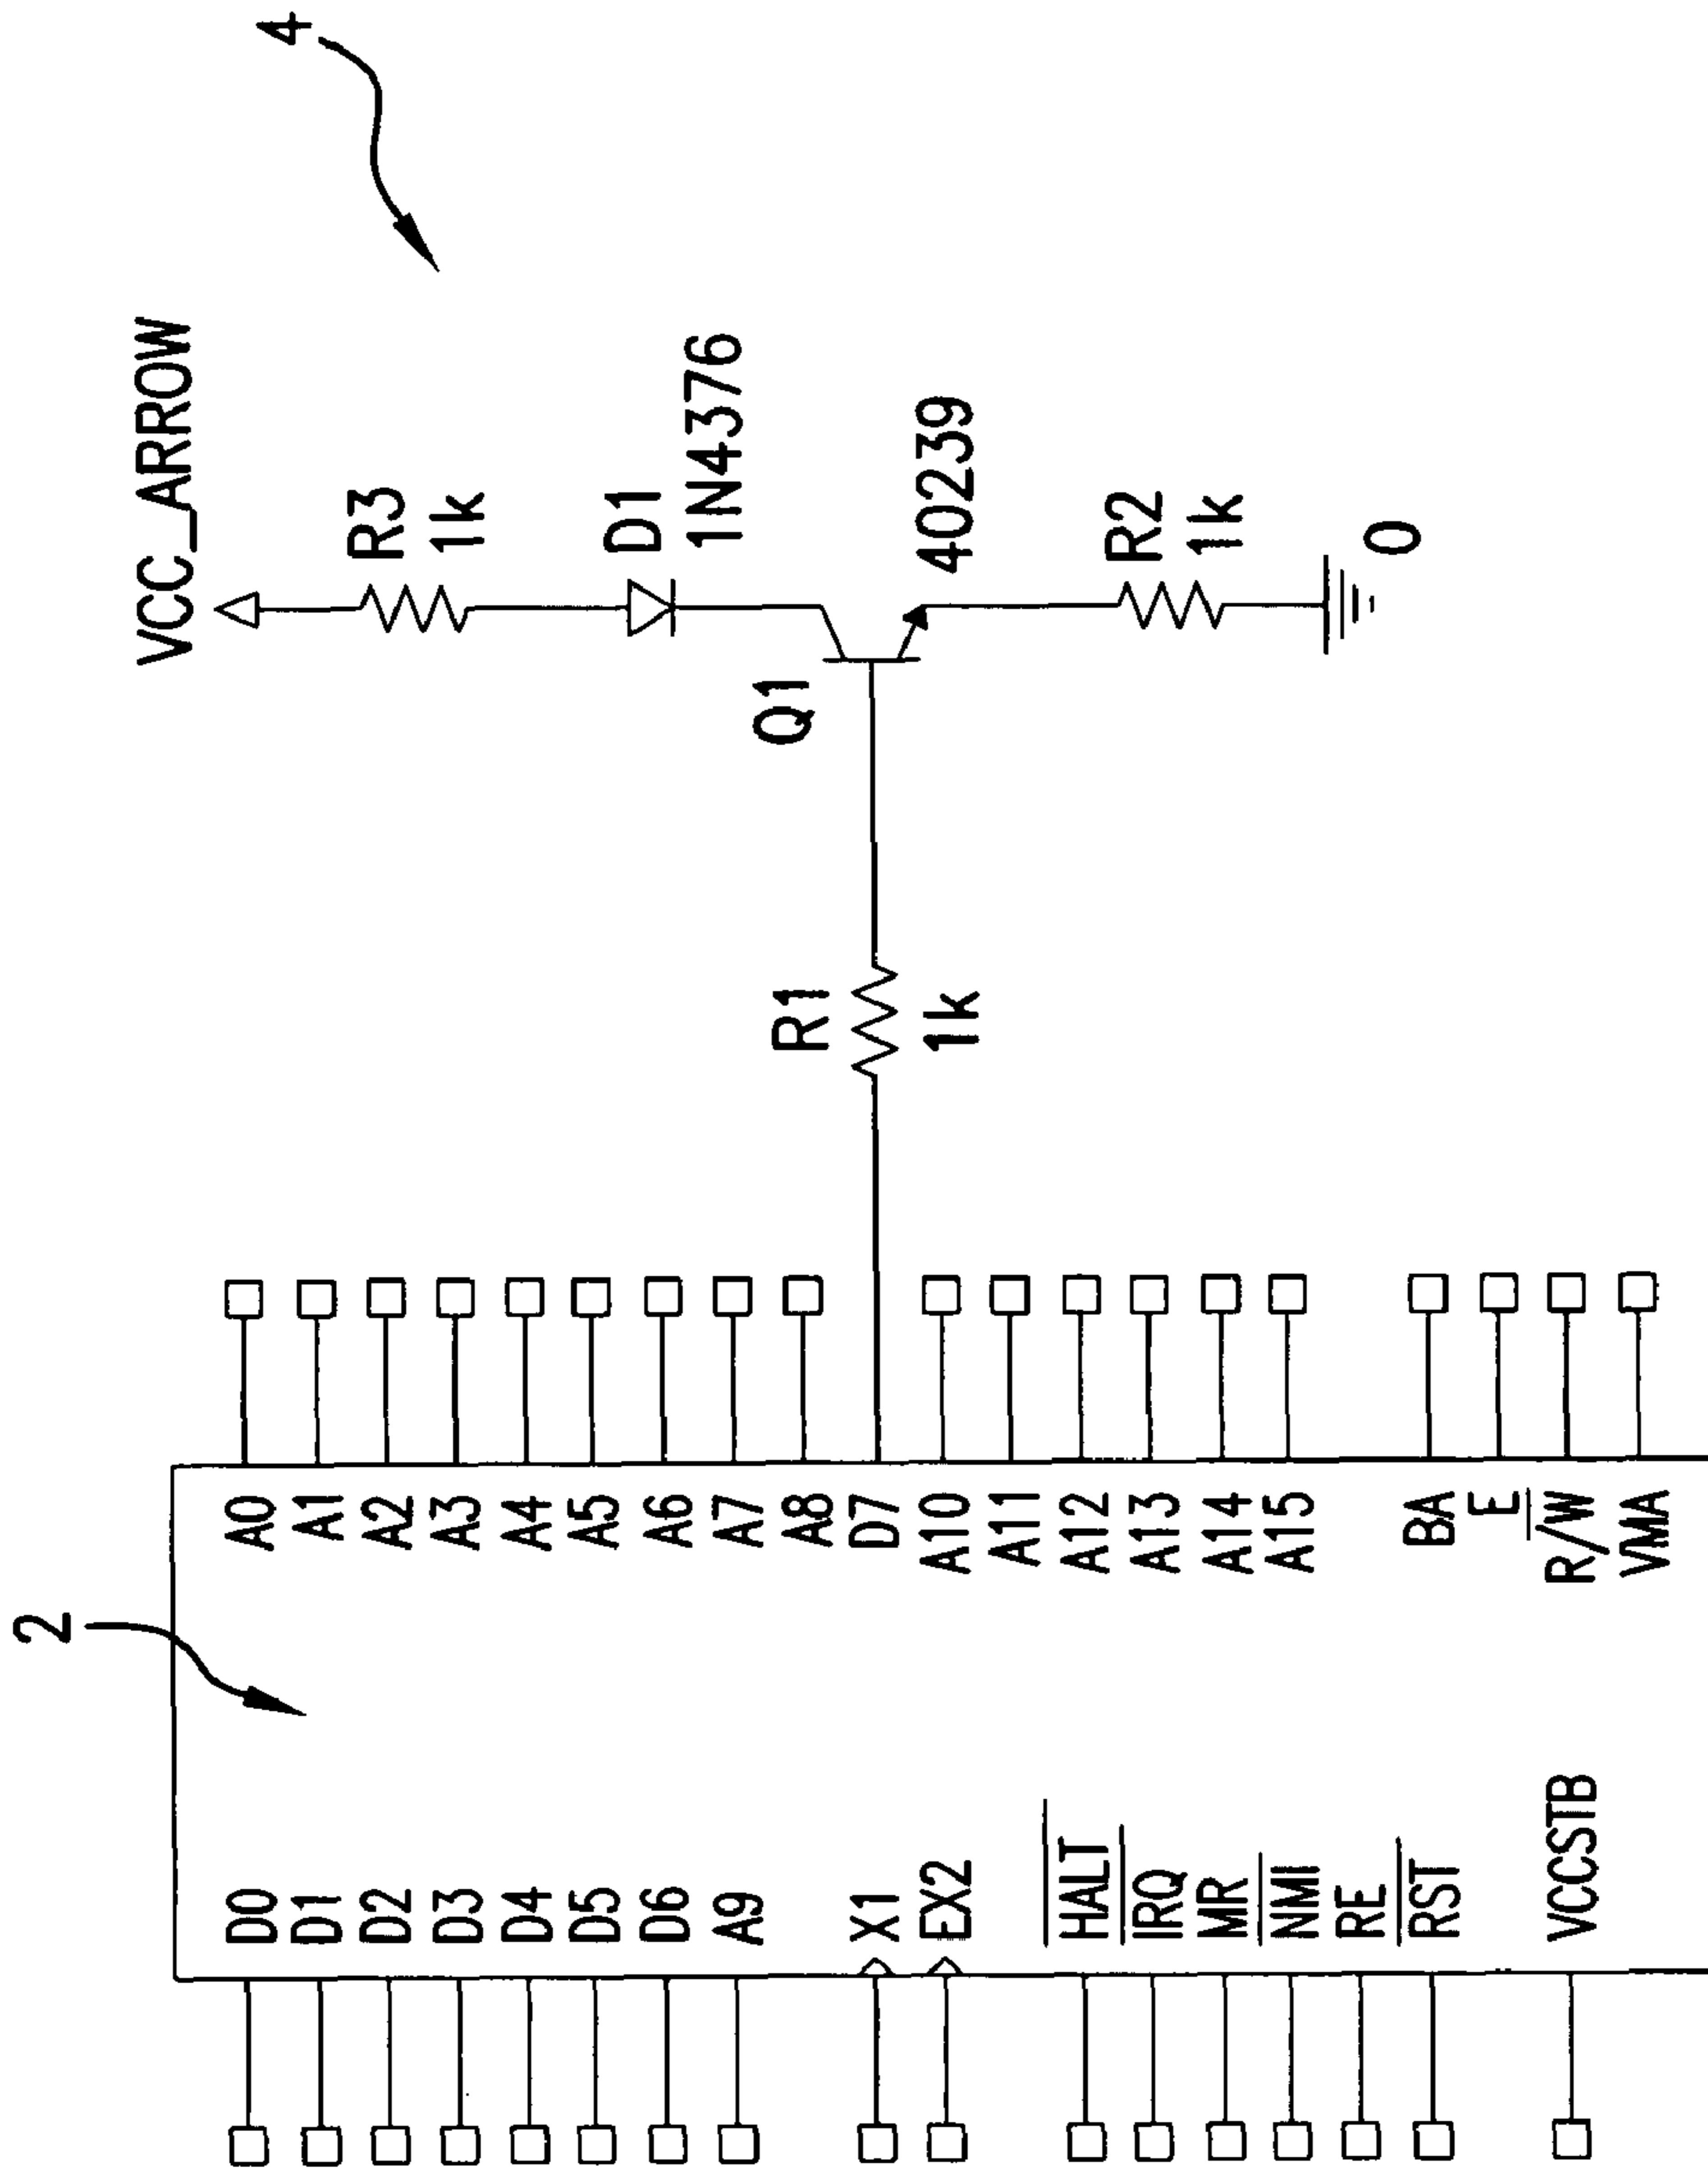 2
4
D0
D1
D2
D3
D4
D5
D6
A9
X1
EX2
HALT
IRQ
MR
NMI
RE
RST
VCCSTB
A0
A1
A2
A3
A4
A5
A6
A7
A8
D7
A10
A11
A12
A13
A14
A15
BA
E
R/W
VMA
R1
1k
Q1
VCC_ARROW
R3
1k
D1
1N4376
40239
R2
1k
0